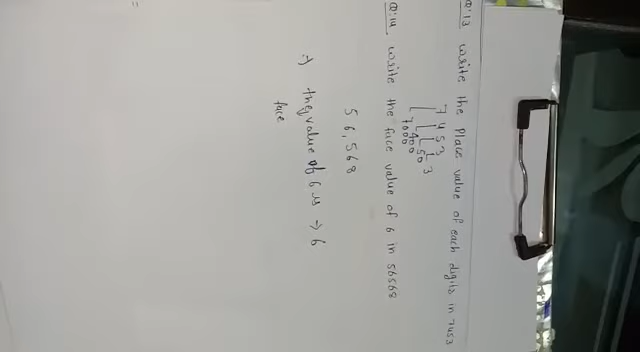 Q.13 write the Place value of each digits in 7453
7 4 5 3
3
50
400
7000
Q.14 write the face value of 6 in 56568
5 6, 5 6 8
→ the value of 6 is → 6
face